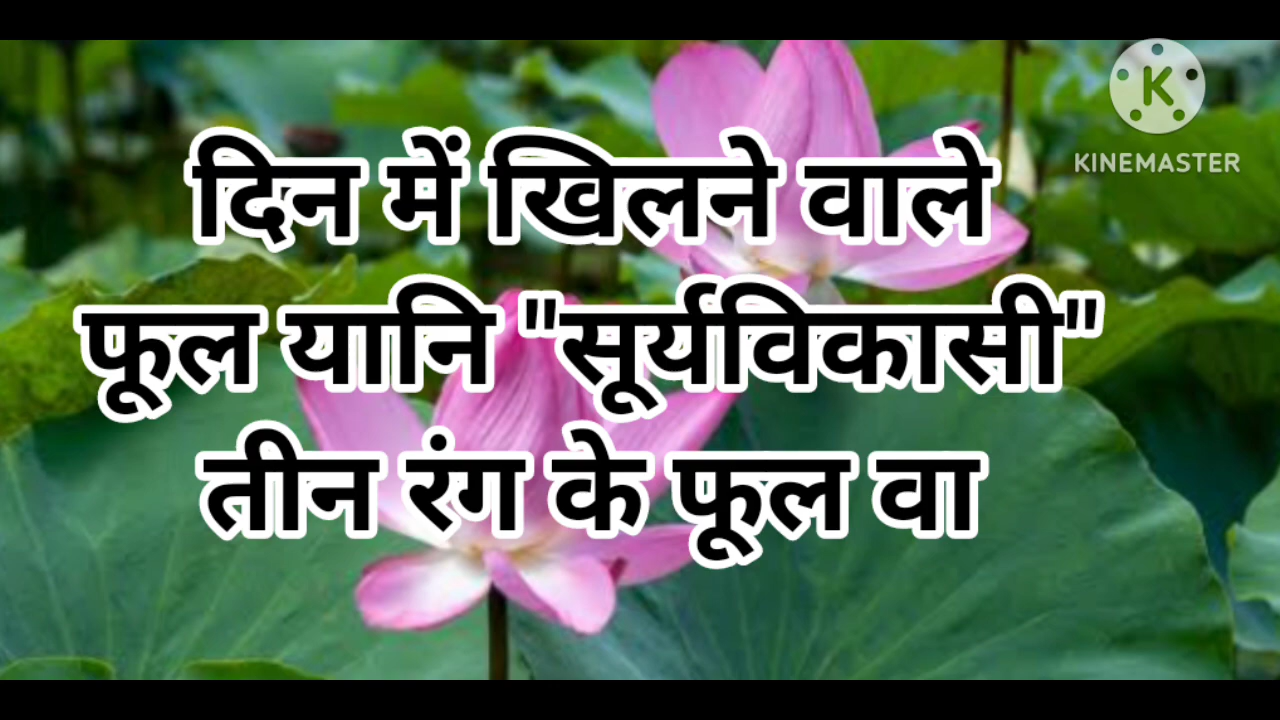 KINEMASTER
दिन में खिलने वाले
फूल यानि "सूर्यविकासी"
तीन रंग के फूल वा